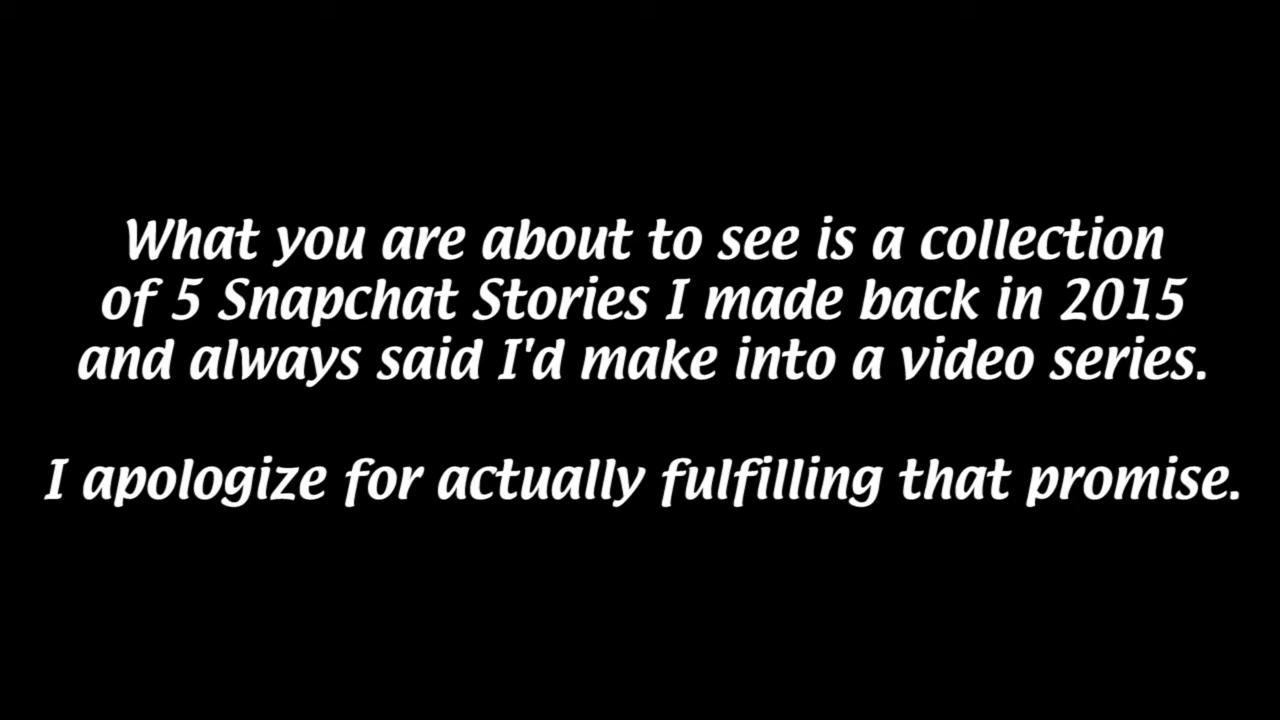 What you are about to see is a collection
of 5 Snapchat Stories I made back in 2015
and always said I'd make into a video series.
I apologize for actually fulfilling that promise.